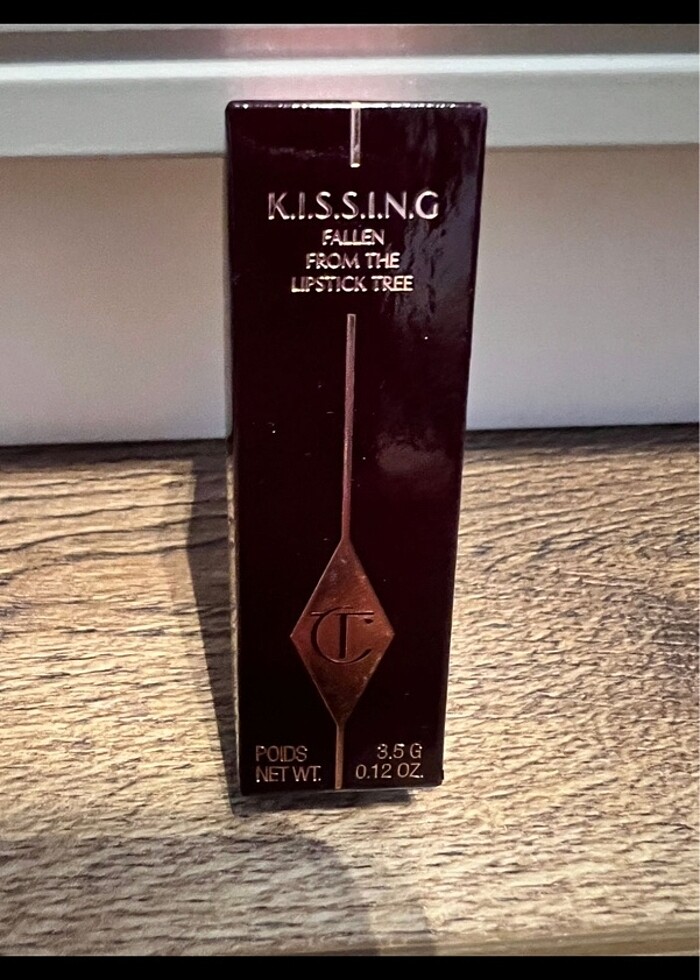 K.I.S.S.I.N.G
FALLEN
FROM THE
LIPSTICK TREE
CT
POIDS 3.5 G
NET WT. 0.12 OZ.